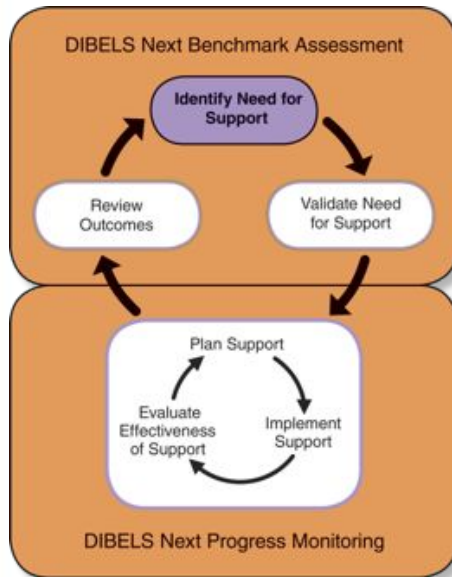 DIBELS Next Benchmark Assessment
Identify Need for
Support
Review
Outcomes
Validate Need
for Support
Plan Support
Evaluate
Effectiveness
of Support
Implement
Support
DIBELS Next Progress Monitoring